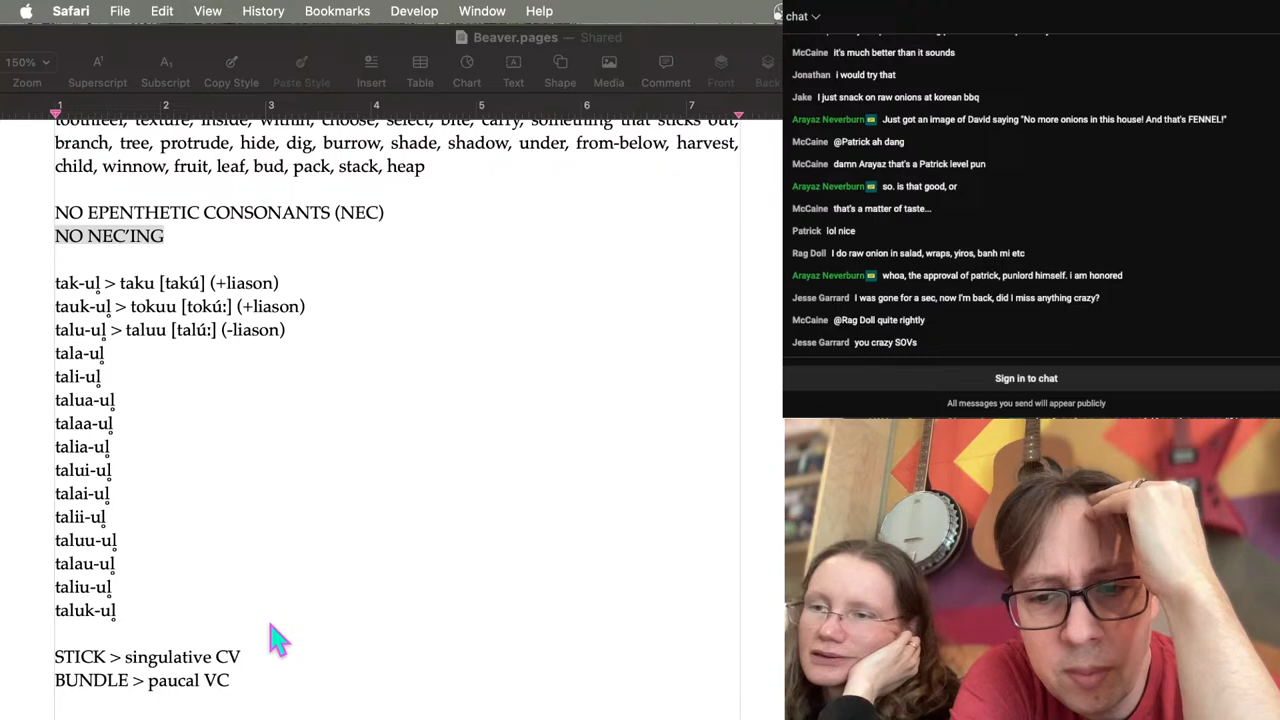 Safari File Edit View History Bookmarks Develop Window Help
Beaver.pages — Shared
150%
Zoom Superscript Subscript Copy Style Paste Style Insert Table Chart Text Shape Media Comment Front Back
1 2 3 4 5 6 7
branch, tree, protrude, hide, dig, burrow, shade, shadow, under, from-below, harvest,
child, winnow, fruit, leaf, bud, pack, stack, heap
NO EPENTHETIC CONSONANTS (NEC)
NO NEC’ING
tak-ul̥ > taku [takú] (+liason)
tauk-ul̥ > tokuu [tokú:] (+liason)
talu-ul̥ > taluu [talú:] (-liason)
tala-ul̥
tali-ul̥
talua-ul̥
talaa-ul̥
talia-ul̥
talui-ul̥
talai-ul̥
talii-ul̥
taluu-ul̥
talau-ul̥
taliu-ul̥
taluk-ul̥
STICK > singulative CV
BUNDLE > paucal VC
chat
McCaine it's much better than it sounds
Jonathan i would try that
Jake I just snack on raw onions at korean bbq
Arayaz Neverburn Just got an image of David saying "No more onions in this house! And that's FENNEL!"
McCaine @Patrick ah dang
McCaine damn Arayaz that's a Patrick level pun
Arayaz Neverburn so. is that good, or
McCaine that's a matter of taste...
Patrick lol nice
Rag Doll I do raw onion in salad, wraps, yiros, banh mi etc
Arayaz Neverburn whoa, the approval of patrick, punlord himself. i am honored
Jesse Garrard I was gone for a sec, now I'm back, did I miss anything crazy?
McCaine @Rag Doll quite rightly
Jesse Garrard you crazy SOVs
Sign in to chat
All messages you send will appear publicly